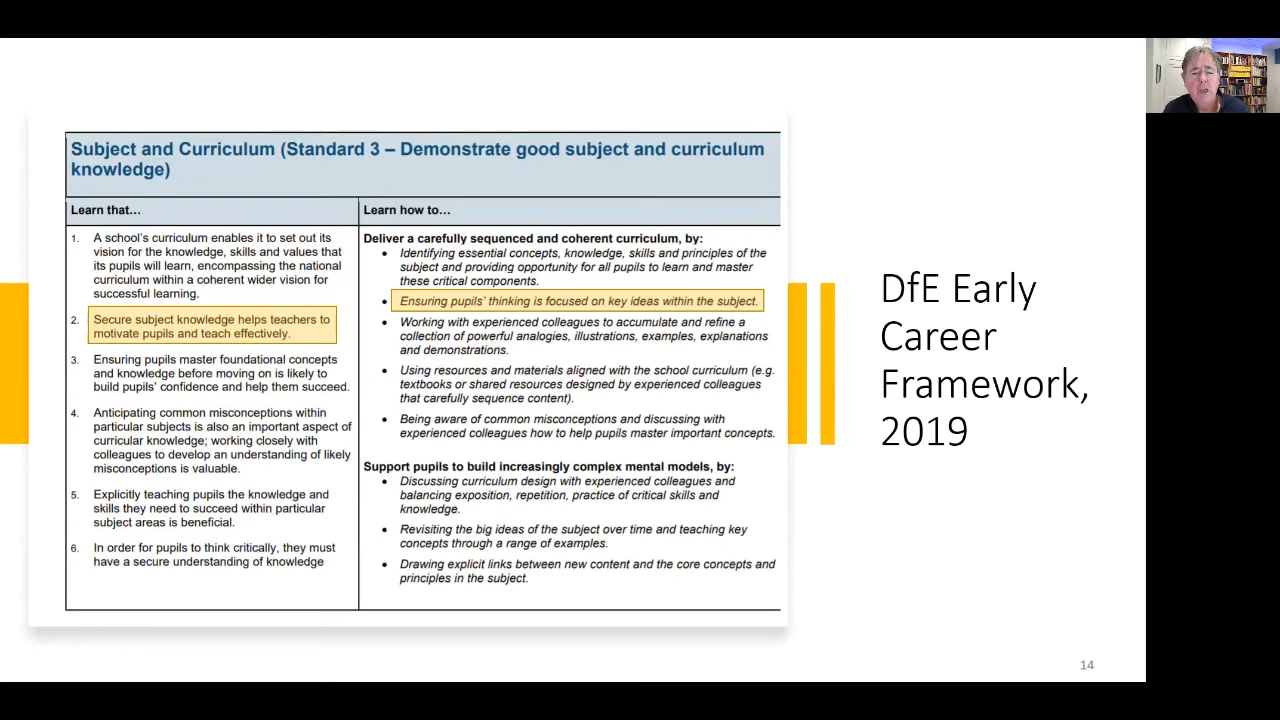 Subject and Curriculum (Standard 3 – Demonstrate good subject and curriculum
knowledge)
Learn that…
1. A school's curriculum enables it to set out its
vision for the knowledge, skills and values that
its pupils will learn, encompassing the national
curriculum within a coherent wider vision for
successful learning.
2. Secure subject knowledge helps teachers to
motivate pupils and teach effectively.
3. Ensuring pupils master foundational concepts
and knowledge before moving on is likely to
build pupils' confidence and help them succeed.
4. Anticipating common misconceptions within
particular subjects is also an important aspect of
curricular knowledge; working closely with
colleagues to develop an understanding of likely
misconceptions is valuable.
5. Explicitly teaching pupils the knowledge and
skills they need to succeed within particular
subject areas is beneficial.
6. In order for pupils to think critically, they must
have a secure understanding of knowledge
Learn how to…
Deliver a carefully sequenced and coherent curriculum, by:
• Identifying essential concepts, knowledge, skills and principles of the
subject and providing opportunity for all pupils to learn and master
these critical components.
• Ensuring pupils' thinking is focused on key ideas within the subject.
• Working with experienced colleagues to accumulate and refine a
collection of powerful analogies, illustrations, examples, explanations
and demonstrations.
• Using resources and materials aligned with the school curriculum (e.g.
textbooks or shared resources designed by experienced colleagues
that carefully sequence content).
• Being aware of common misconceptions and discussing with
experienced colleagues how to help pupils master important concepts.
Support pupils to build increasingly complex mental models, by:
• Discussing curriculum design with experienced colleagues and
balancing exposition, repetition, practice of critical skills and
knowledge.
• Revisiting the big ideas of the subject over time and teaching key
concepts through a range of examples.
• Drawing explicit links between new content and the core concepts and
principles in the subject.
DfE Early
Career
Framework,
2019
14